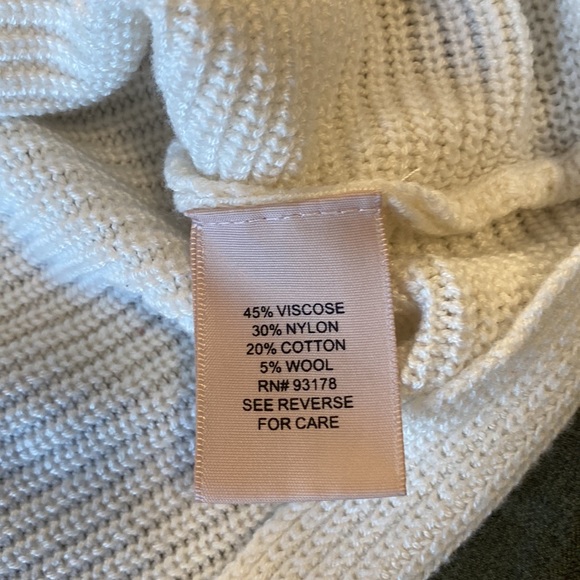 45% VISCOSE
30% NYLON
20% COTTON
5% WOOL
RN# 93178
SEE REVERSE
FOR CARE